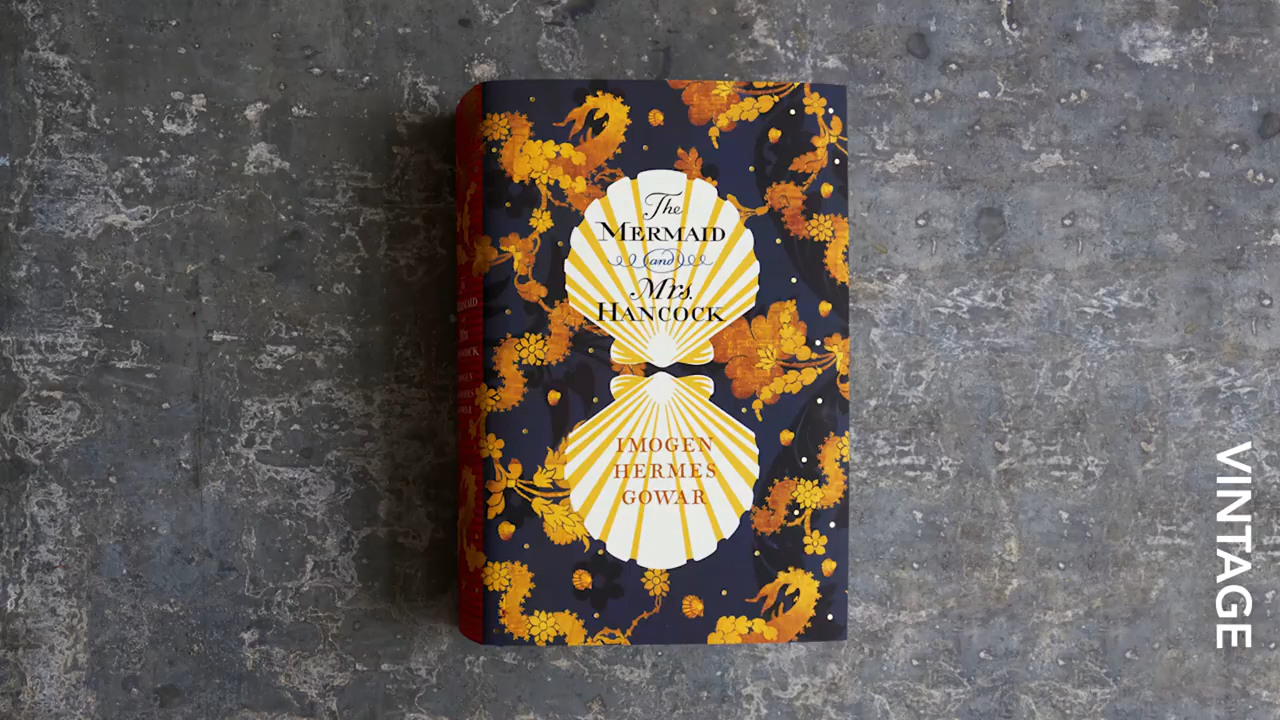 The
MERMAID
and
Mrs.
HANCOCK
IMOGEN
HERMES
GOWAR
VINTAGE